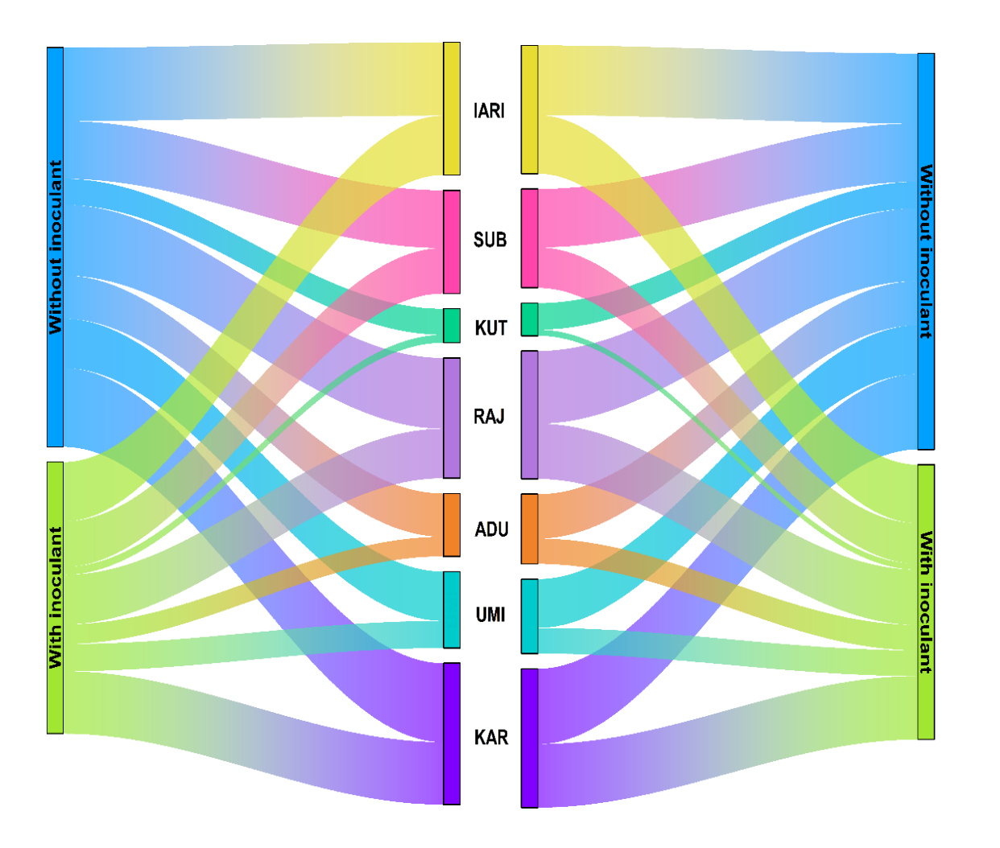 Without inoculant
With inoculant
IARI
SUB
KUT
RAJ
ADU
UMI
KAR
Without inoculant
With inoculant